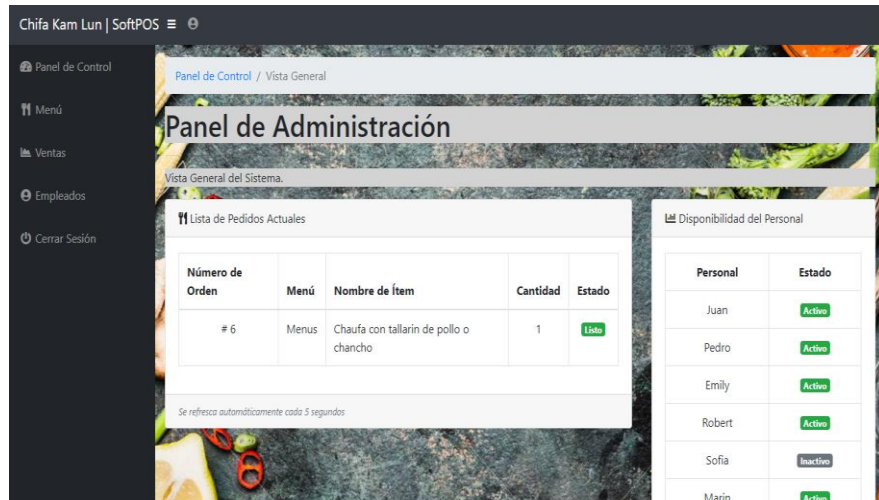 Chifa Kam Lun | SoftPOS
Panel de Control
Menú
Ventas
Empleados
Cerrar Sesión
Panel de Control / Vista General
Panel de Administración
Vista General del Sistema.
Lista de Pedidos Actuales
Número de Orden Menú Nombre de Ítem Cantidad Estado
# 6 Menus Chaufa con tallarin de pollo o chancho 1 Listo
Se refresca automáticamente cada 5 segundos
Disponibilidad del Personal
Personal Estado
Juan Activo
Pedro Activo
Emily Activo
Robert Activo
Sofia Inactivo
Marin Activo